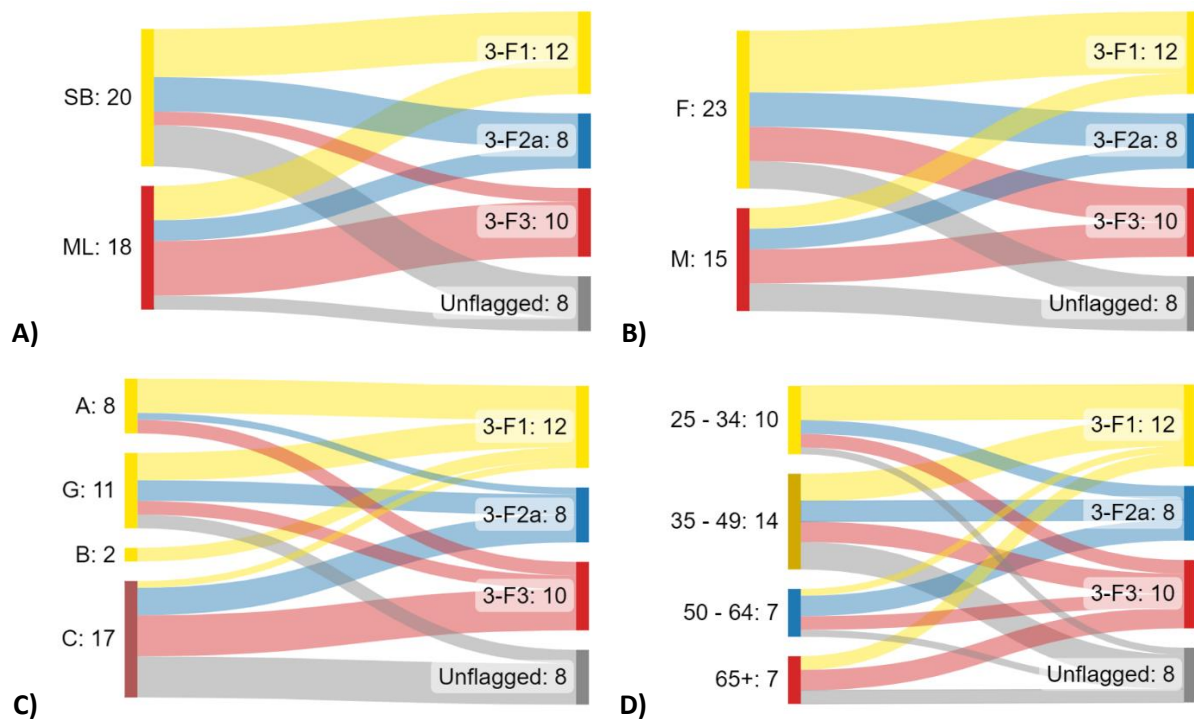 SB: 20
ML: 18
3-F1: 12
3-F2a: 8
3-F3: 10
Unflagged: 8
A)
F: 23
M: 15
3-F1: 12
3-F2a: 8
3-F3: 10
Unflagged: 8
B)
A: 8
G: 11
B: 2
C: 17
3-F1: 12
3-F2a: 8
3-F3: 10
Unflagged: 8
C)
25 - 34: 10
35 - 49: 14
50 - 64: 7
65+: 7
3-F1: 12
3-F2a: 8
3-F3: 10
Unflagged: 8
D)